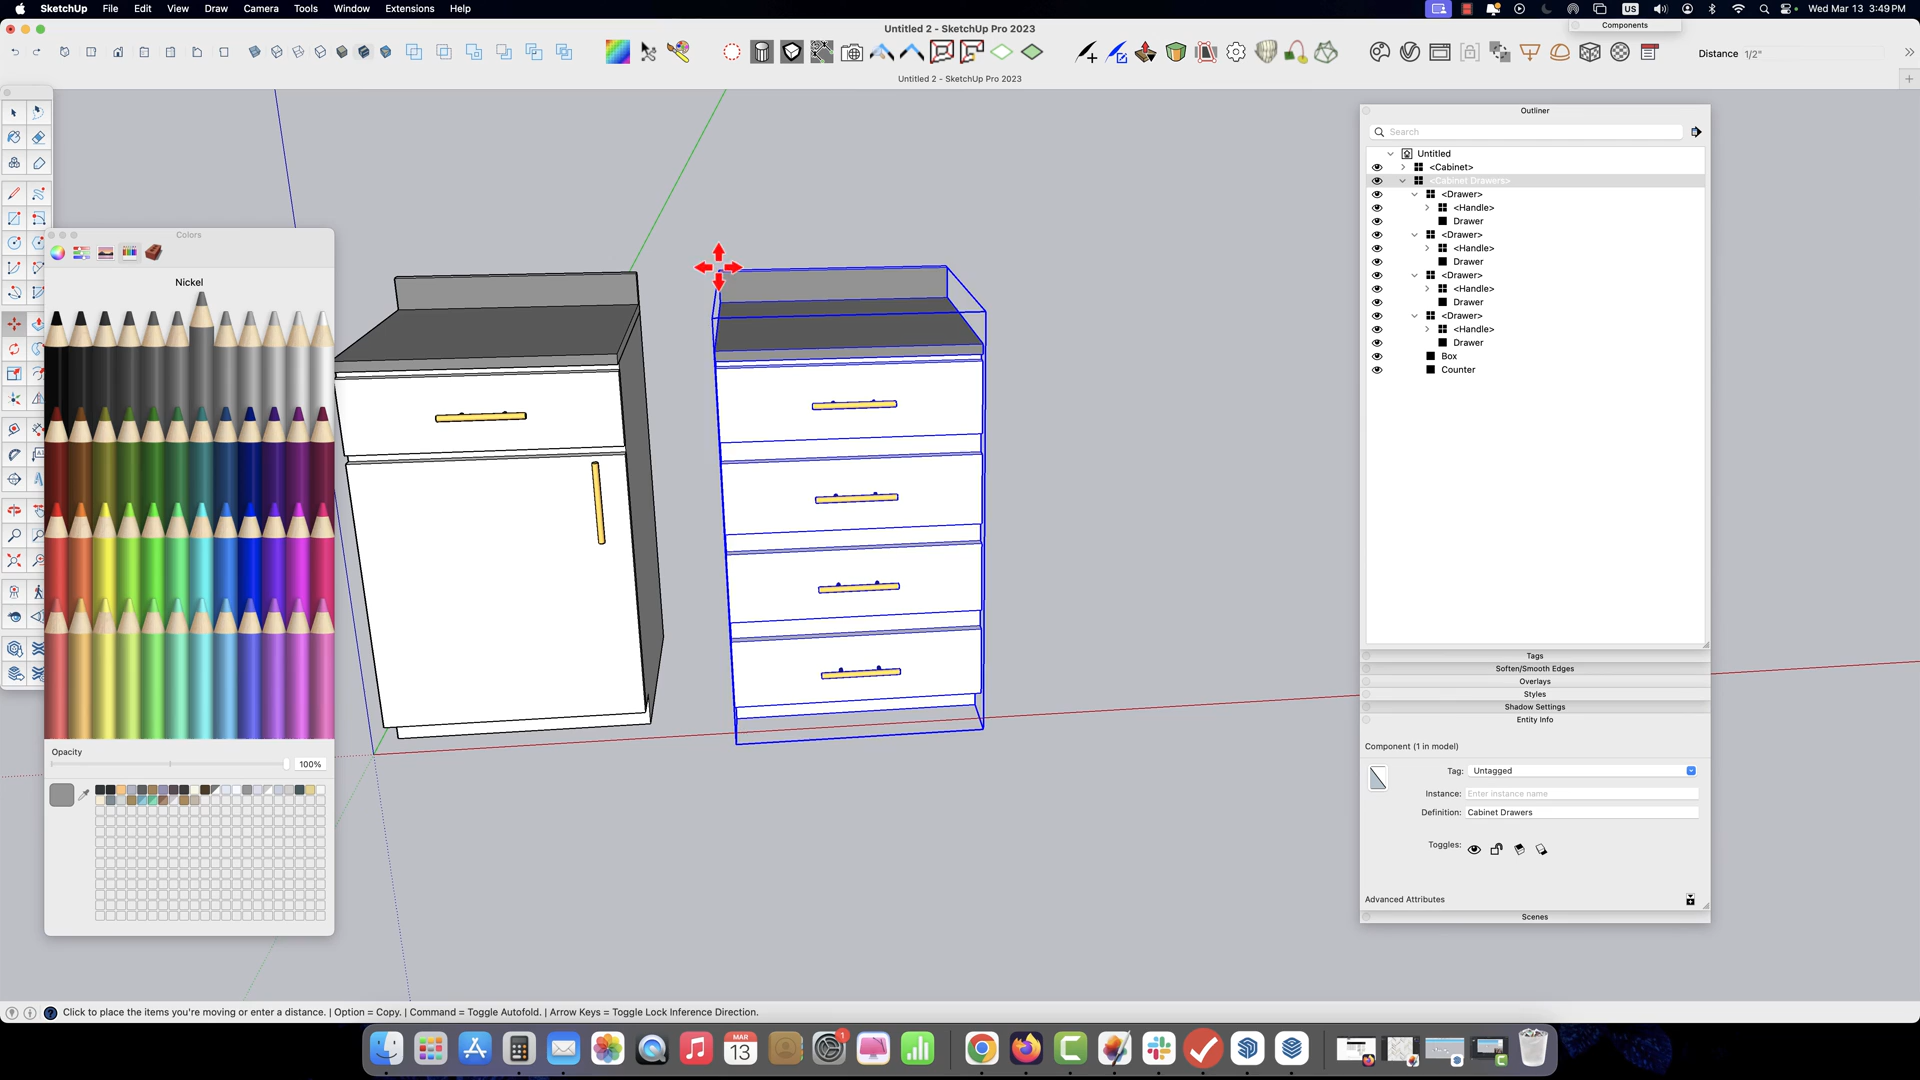 SketchUp File Edit View Draw Camera Tools Window Extensions Help
US
Wed Mar 13 3:49 PM
Components
Untitled 2 - SketchUp Pro 2023
Distance 1/2"
Untitled 2 - SketchUp Pro 2023
Outliner
Search
Untitled
<Cabinet>
<Cabinet Drawers>
<Drawer>
<Handle>
Drawer
<Drawer>
<Handle>
Drawer
<Drawer>
<Handle>
Drawer
<Drawer>
<Handle>
Drawer
Box
Counter
Colors
Nickel
Opacity
100%
Tags
Soften/Smooth Edges
Overlays
Styles
Shadow Settings
Entity Info
Component (1 in model)
Tag: Untagged
Instance: Enter instance name
Definition: Cabinet Drawers
Toggles:
Advanced Attributes
Scenes
Click to place the items you're moving or enter a distance. | Option = Copy. | Command = Toggle Autofold. | Arrow Keys = Toggle Lock Inference Direction.
MAR
13
1